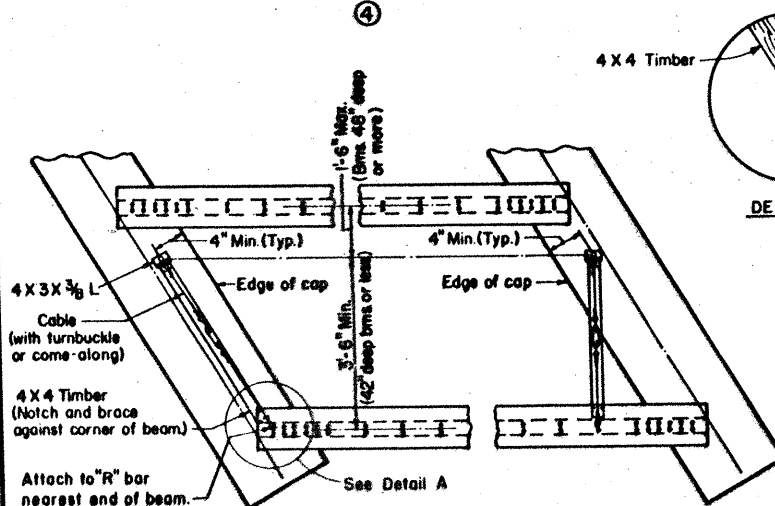 ④
4 X 4 Timber
DE
1'-6" Max.
(Bms. 48" deep
or more)
4" Min.(Typ.)
4" Min.(Typ.)
4 X 3 X 3/8 L
Edge of cap
Edge of cap
Cable
(with turnbuckle
or come-along)
3'-6" Min.
(42" deep bms or less)
4 X 4 Timber
(Notch and brace
against corner of beam.)
Attach to "R" bar
nearest end of beam.
See Detail A